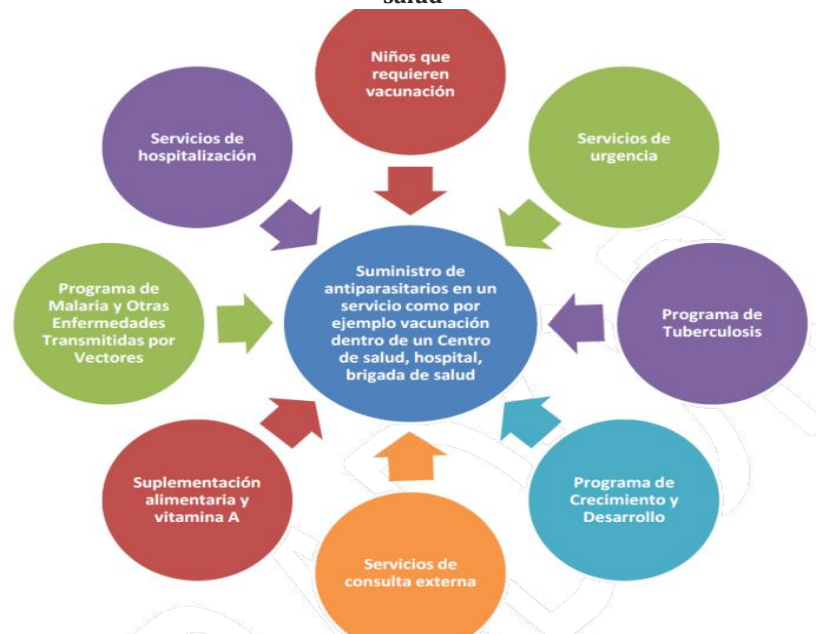 salud
Niños que
requieren
vacunación
Servicios de
urgencia
Programa de
Tuberculosis
Programa de
Crecimiento y
Desarrollo
Servicios de
consulta externa
Suplementación
alimentaria y
vitamina A
Programa de
Malaria y Otras
Enfermedades
Transmitidas por
Vectores
Servicios de
hospitalización
Suministro de
antiparasitarios en un
servicio como por
ejemplo vacunación
dentro de un Centro
de salud, hospital,
brigada de salud